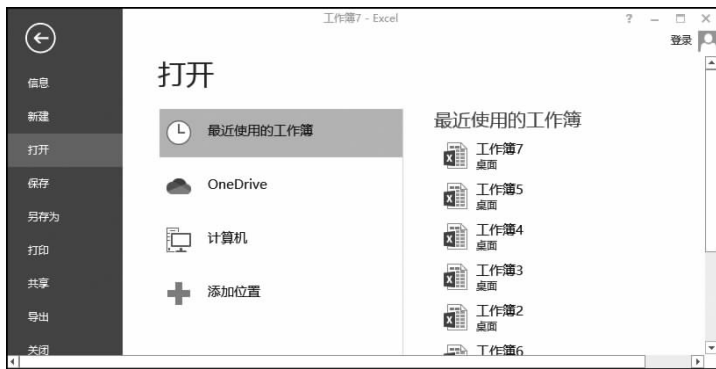 工作簿7 - Excel
?
登录
信息
新建
打开
保存
另存为
打印
共享
导出
关闭
打开
最近使用的工作簿
OneDrive
计算机
添加位置
最近使用的工作簿
工作簿7
桌面
工作簿5
桌面
工作簿4
桌面
工作簿3
桌面
工作簿2
桌面
工作簿6